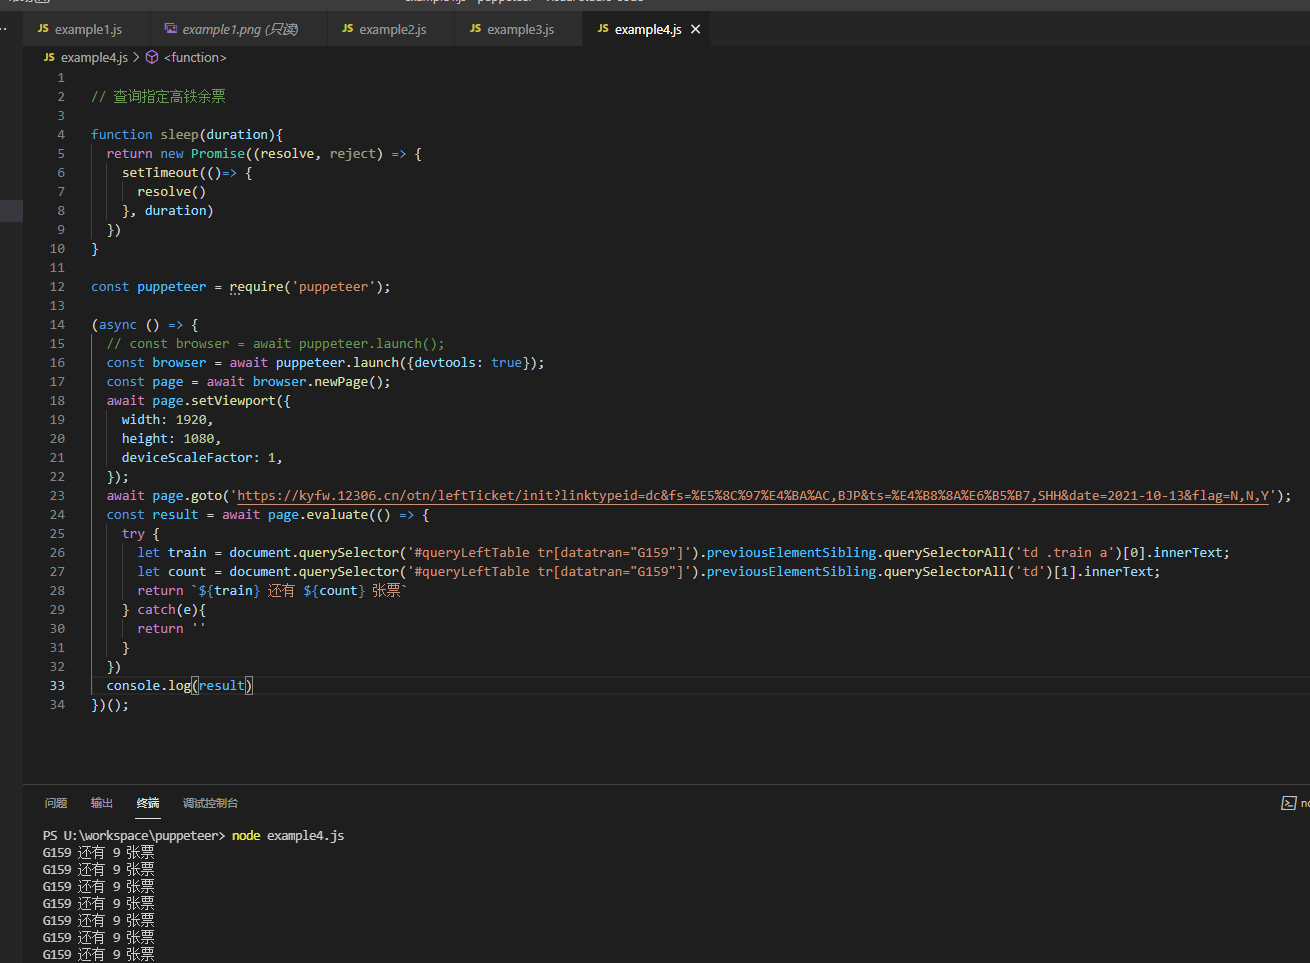 JS example1.js example1.png (只读) JS example2.js JS example3.js JS example4.js ×
JS example4.js > <function>
1
2 // 查询指定高铁余票
3
4 function sleep(duration){
5 return new Promise((resolve, reject) => {
6 setTimeout(()=> {
7 resolve()
8 }, duration)
9 })
10 }
11
12 const puppeteer = require('puppeteer');
13
14 (async () => {
15 // const browser = await puppeteer.launch();
16 const browser = await puppeteer.launch({devtools: true});
17 const page = await browser.newPage();
18 await page.setViewport({
19 width: 1920,
20 height: 1080,
21 deviceScaleFactor: 1,
22 });
23 await page.goto('https://kyfw.12306.cn/otn/leftTicket/init?linktypeid=dc&fs=%E5%8C%97%E4%BA%AC,BJP&ts=%E4%B8%8A%E6%B5%B7,SHH&date=2021-10-13&flag=N,N,Y');
24 const result = await page.evaluate(() => {
25 try {
26 let train = document.querySelector('#queryLeftTable tr[datatran="G159"]').previousElementSibling.querySelectorAll('td .train a')[0].innerText;
27 let count = document.querySelector('#queryLeftTable tr[datatran="G159"]').previousElementSibling.querySelectorAll('td')[1].innerText;
28 return `${train} 还有 ${count} 张票`
29 } catch(e){
30 return ''
31 }
32 })
33 console.log(result)
34 })();
问题 输出 终端 调试控制台
PS U:\workspace\puppeteer> node example4.js
G159 还有 9 张票
G159 还有 9 张票
G159 还有 9 张票
G159 还有 9 张票
G159 还有 9 张票
G159 还有 9 张票
G159 还有 9 张票